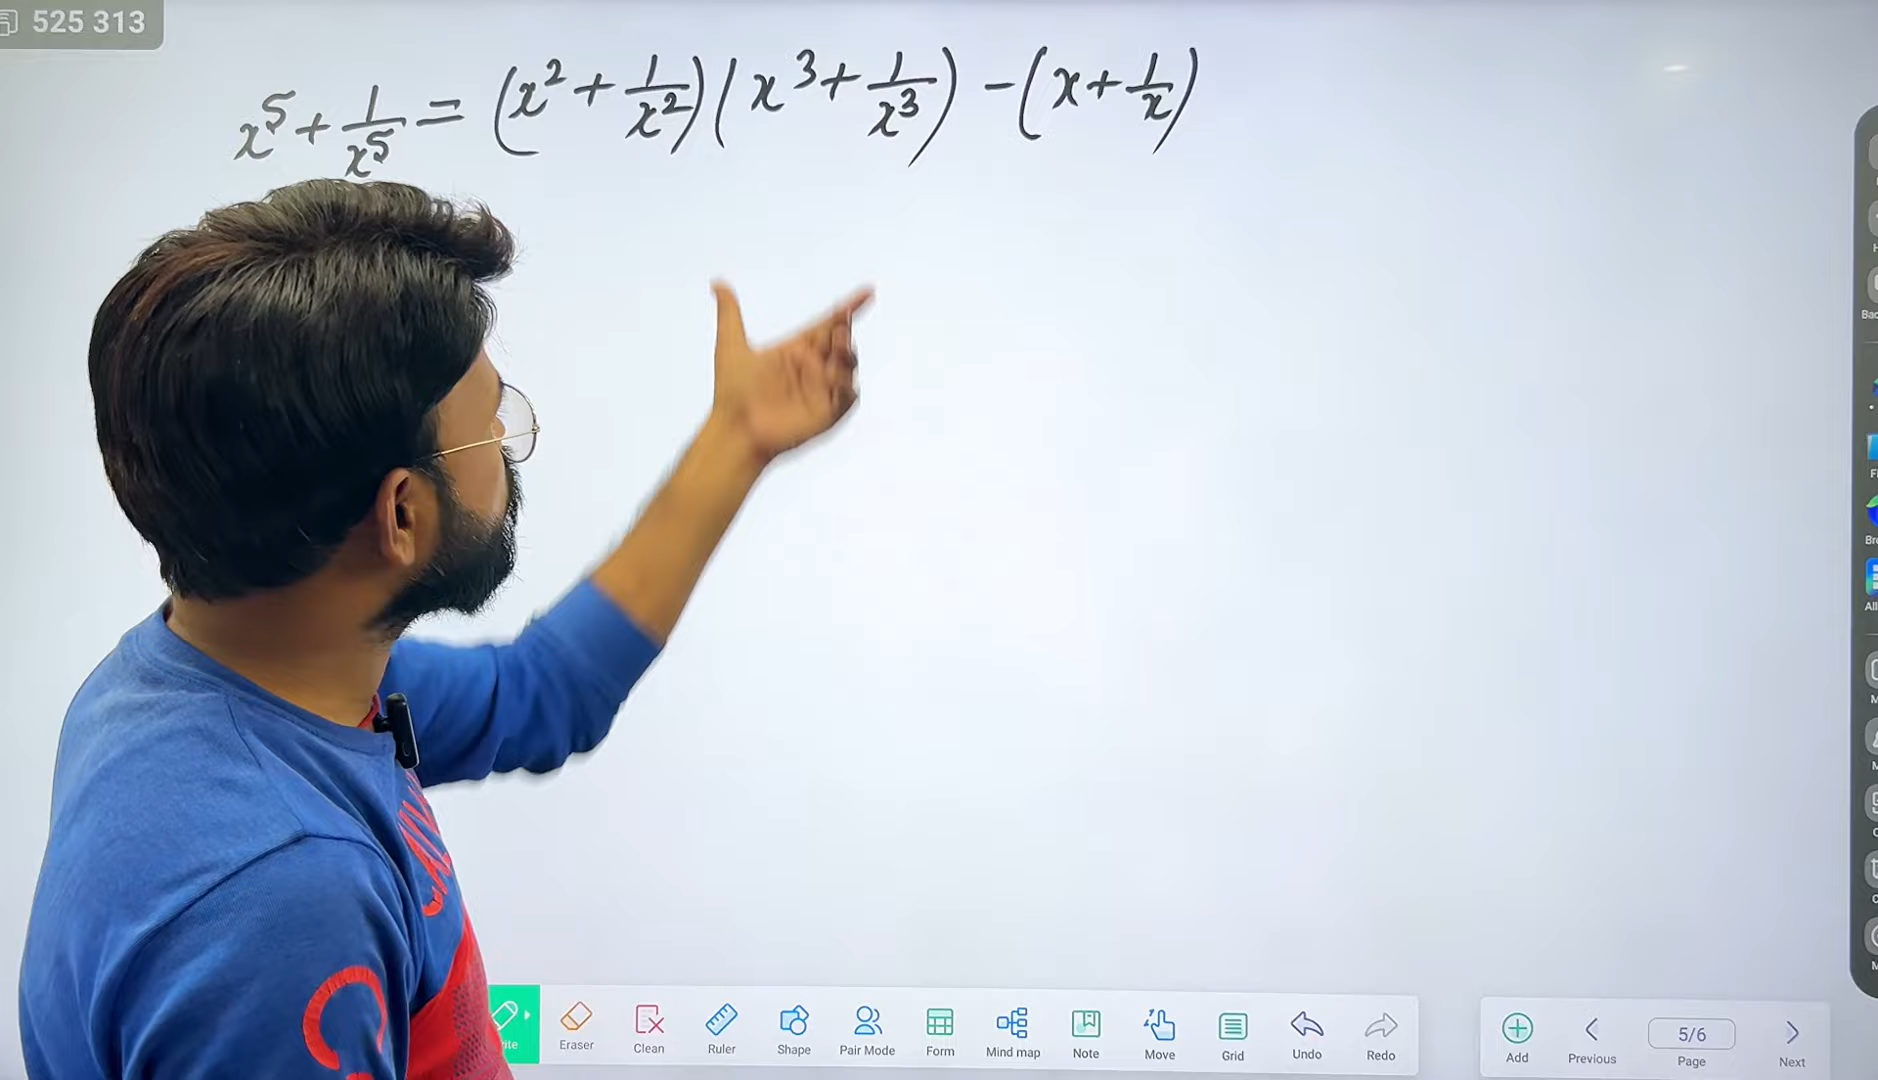 525 313
x⁵ + 1/x⁵ = (x² + 1/x²)(x³ + 1/x³) - (x + 1/x)
Eraser
Clean
Ruler
Shape
Pair Mode
Form
Mind map
Note
Move
Grid
Undo
Redo
Add
Previous
5/6
Page
Next